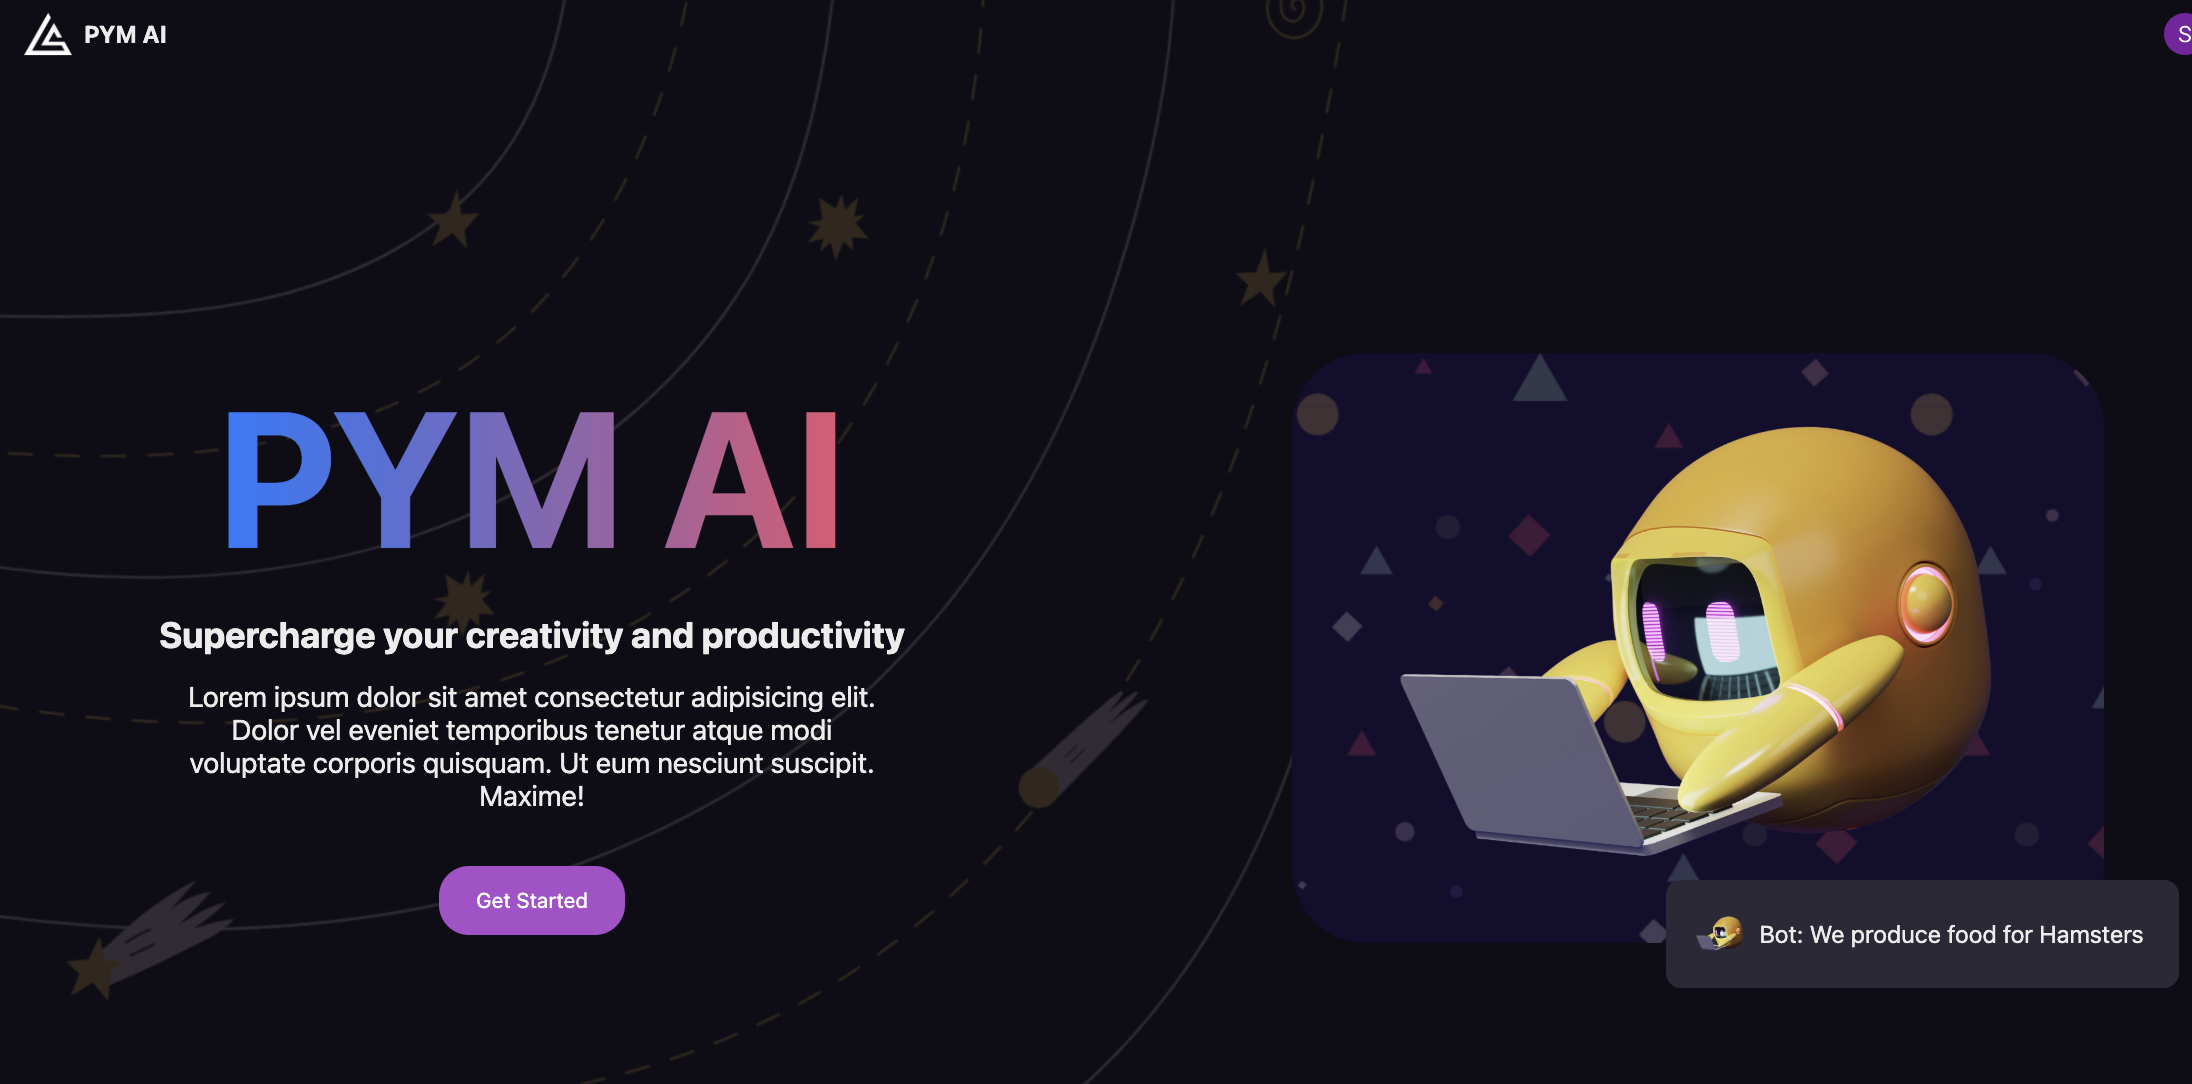 PYM AI
S
PYM AI
Supercharge your creativity and productivity
Lorem ipsum dolor sit amet consectetur adipisicing elit.
Dolor vel eveniet temporibus tenetur atque modi
voluptate corporis quisquam. Ut eum nesciunt suscipit.
Maxime!
Get Started
Bot: We produce food for Hamsters